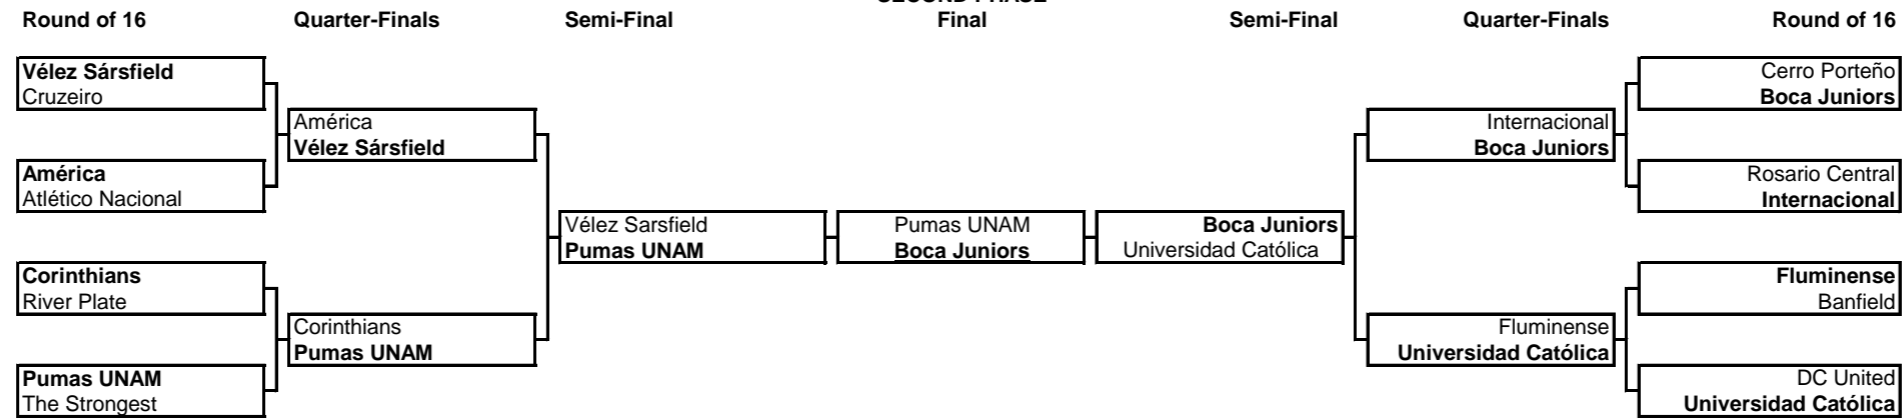 SECOND PHASE
Round of 16 Quarter-Finals Semi-Final Final Semi-Final Quarter-Finals Round of 16
Vélez Sársfield
Cruzeiro
América
Vélez Sársfield
América
Atlético Nacional
Corinthians
River Plate
Corinthians
Pumas UNAM
Pumas UNAM
The Strongest
Vélez Sarsfield
Pumas UNAM
Pumas UNAM
Boca Juniors
Boca Juniors
Universidad Católica
Internacional
Boca Juniors
Fluminense
Universidad Católica
Cerro Porteño
Boca Juniors
Rosario Central
Internacional
Fluminense
Banfield
DC United
Universidad Católica